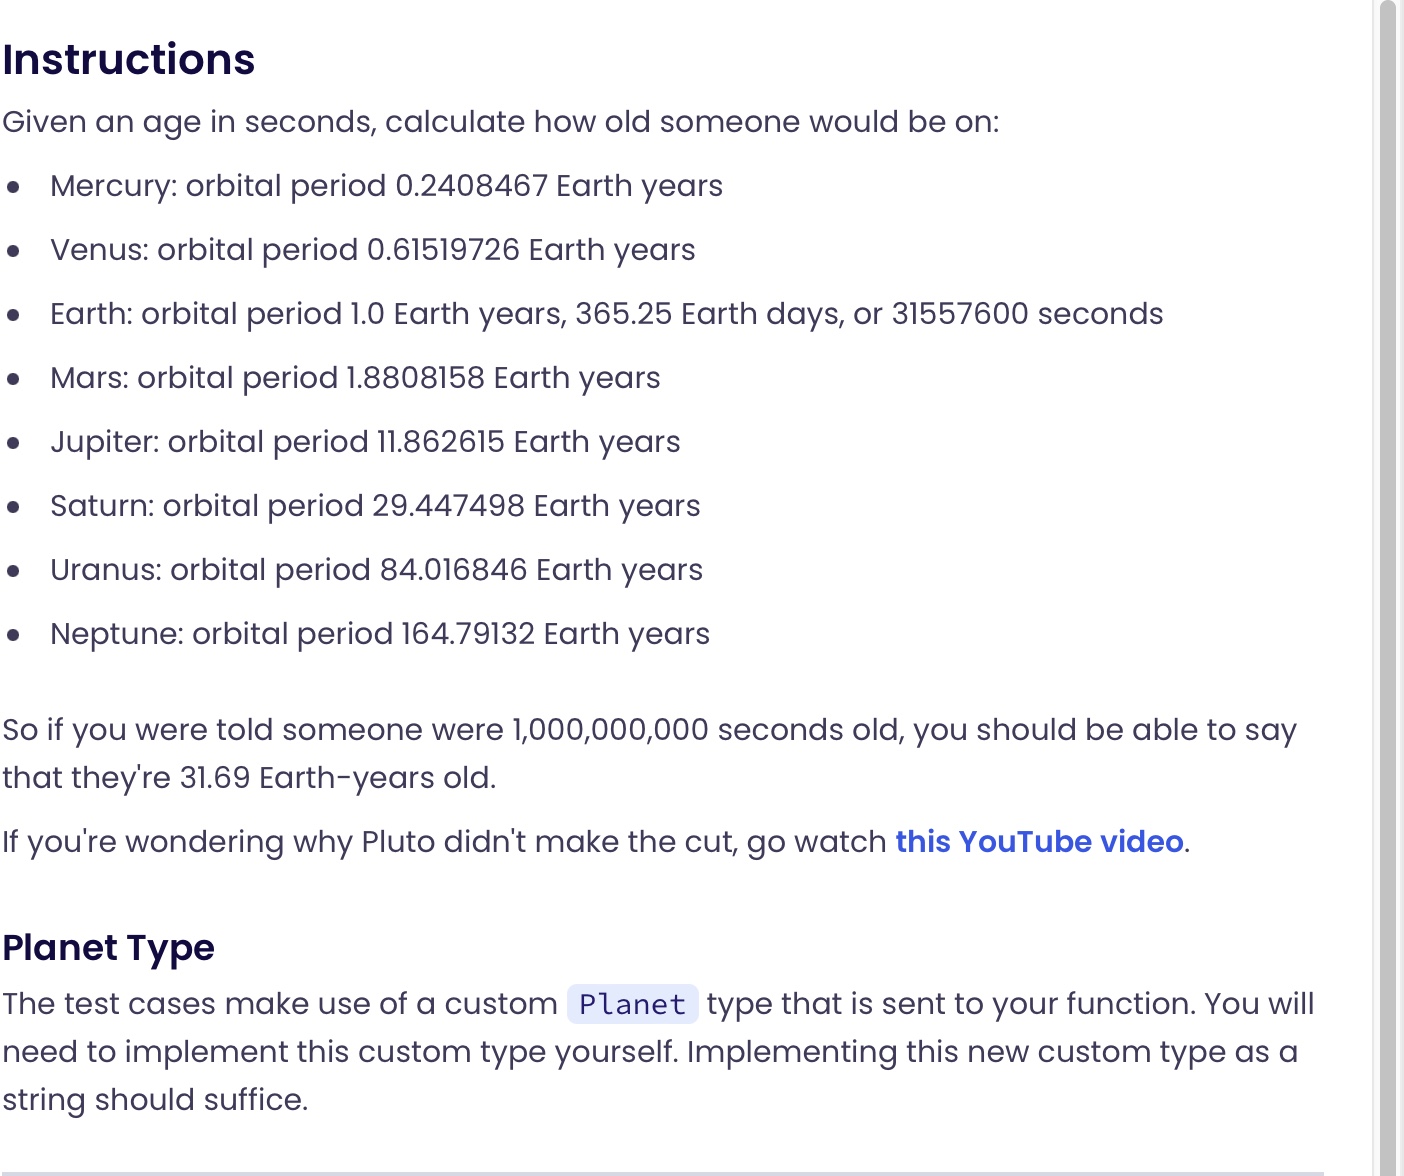 Instructions
Given an age in seconds, calculate how old someone would be on:
• Mercury: orbital period 0.2408467 Earth years
• Venus: orbital period 0.61519726 Earth years
• Earth: orbital period 1.0 Earth years, 365.25 Earth days, or 31557600 seconds
• Mars: orbital period 1.8808158 Earth years
• Jupiter: orbital period 11.862615 Earth years
• Saturn: orbital period 29.447498 Earth years
• Uranus: orbital period 84.016846 Earth years
• Neptune: orbital period 164.79132 Earth years
So if you were told someone were 1,000,000,000 seconds old, you should be able to say
that they're 31.69 Earth-years old.
If you're wondering why Pluto didn't make the cut, go watch this YouTube video.
Planet Type
The test cases make use of a custom Planet type that is sent to your function. You will
need to implement this custom type yourself. Implementing this new custom type as a
string should suffice.